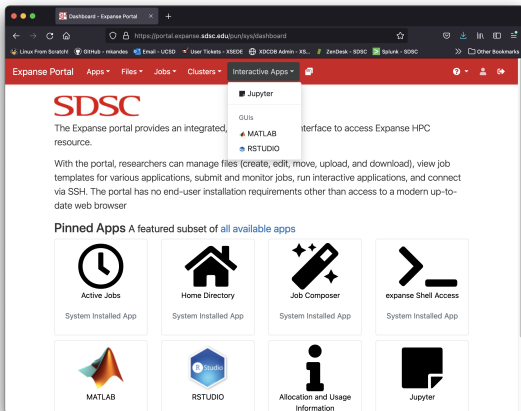 Dashboard - Expanse Portal
https://portal.expanse.sdsc.edu/pun/sys/dashboard
Linux From Scratch! GitHub - mkandes Email - UCSD User Tickets - XSEDE XDCDB Admin - XS... ZenDesk - SDSC Splunk - SDSC Other Bookmarks
Expanse Portal Apps Files Jobs Clusters Interactive Apps
Jupyter
GUIs
MATLAB
RSTUDIO
SDSC
The Expanse portal provides an integrated, terface to access Expanse HPC
resource.
With the portal, researchers can manage files (create, edit, move, upload, and download), view job
templates for various applications, submit and monitor jobs, run interactive applications, and connect
via SSH. The portal has no end-user installation requirements other than access to a modern up-to-
date web browser
Pinned Apps A featured subset of all available apps
Active Jobs
System Installed App
Home Directory
System Installed App
Job Composer
System Installed App
expanse Shell Access
System Installed App
MATLAB
R Studio
RSTUDIO
Allocation and Usage
Information
Jupyter